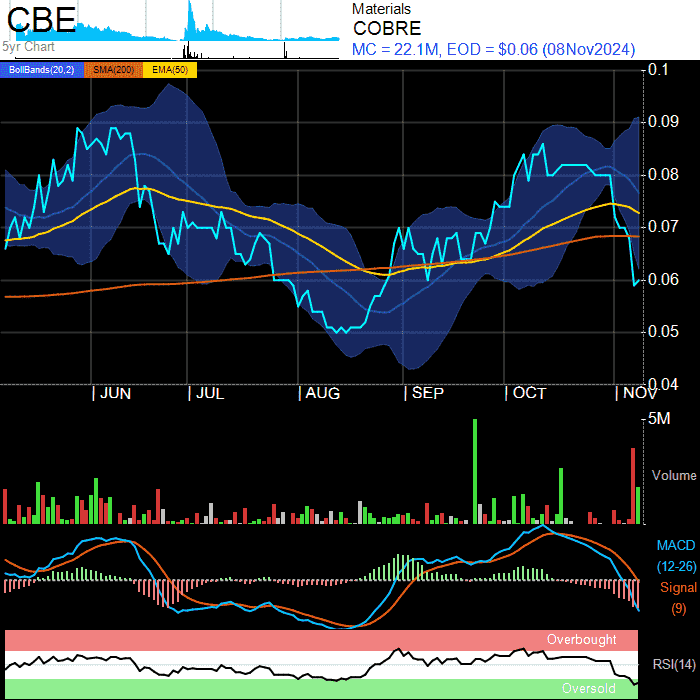 CBE
5yr Chart
Materials
COBRE
MC = 22.1M, EOD = $0.06 (08Nov2024)
BollBands(20,2) SMA(200) EMA(50)
0.1
0.09
0.08
0.07
0.06
0.05
0.04
JUN JUL AUG SEP OCT NOV
5M
Volume
MACD
(12-26)
Signal
(9)
Overbought
RSI(14)
Oversold